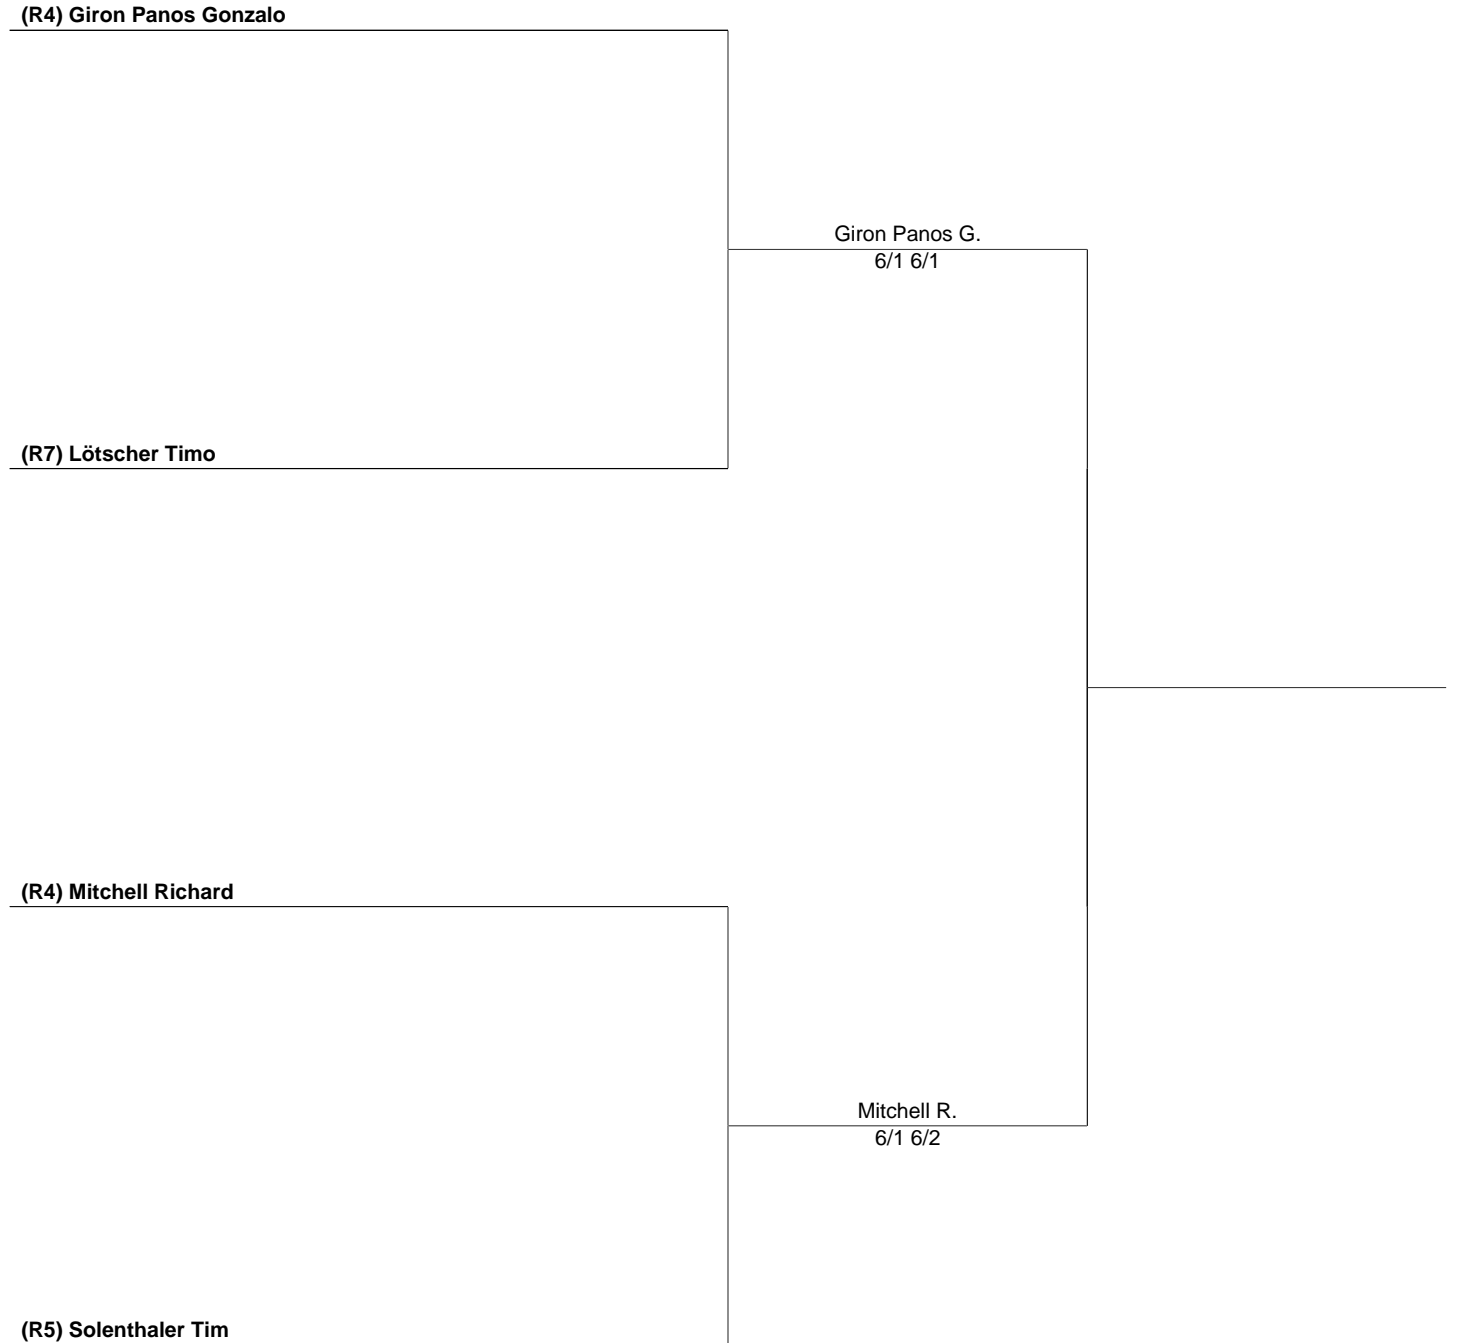 (R4) Giron Panos Gonzalo
Giron Panos G.
6/1 6/1
(R7) Lötscher Timo
(R4) Mitchell Richard
Mitchell R.
6/1 6/2
(R5) Solenthaler Tim